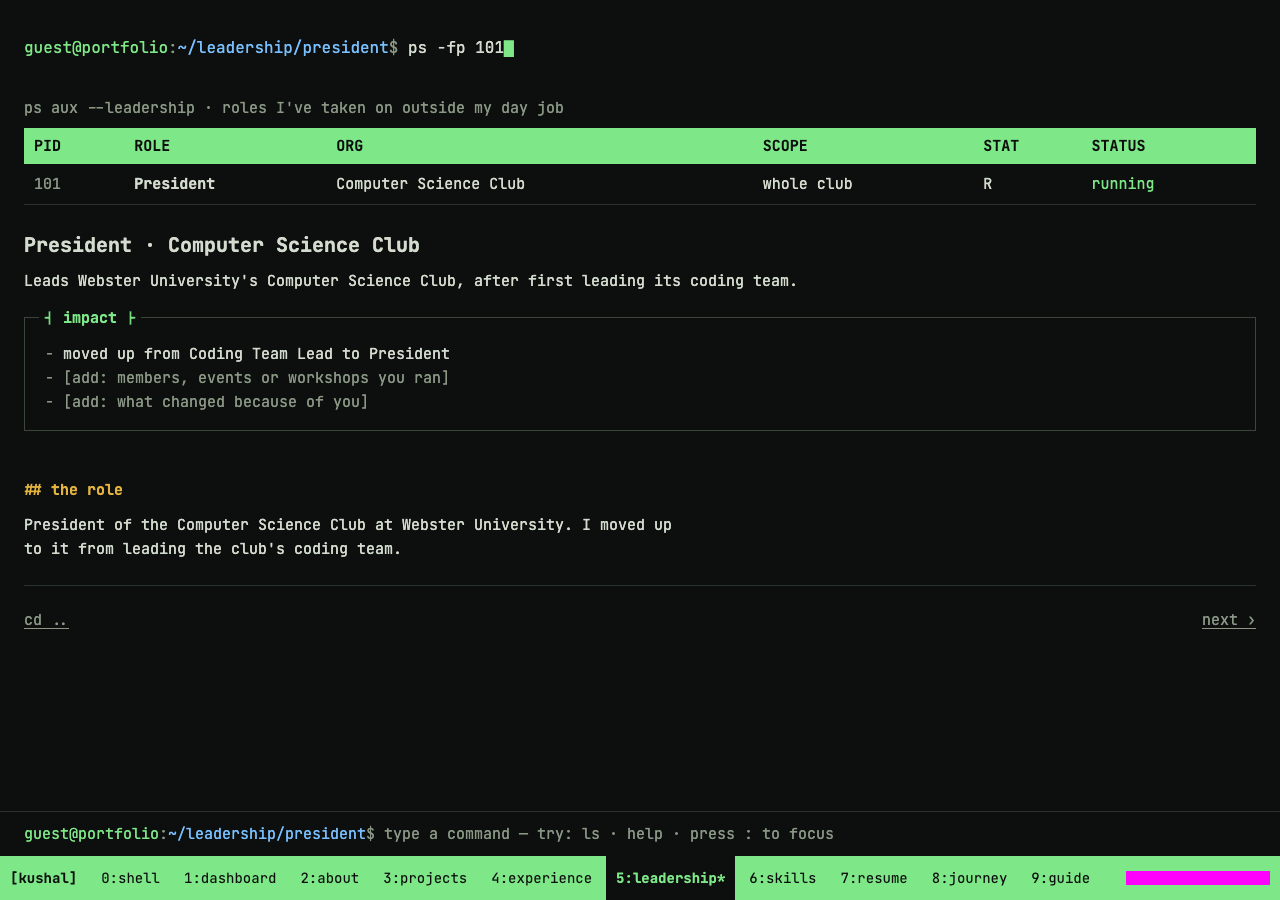 guest@portfolio:~/leadership/president$ ps -fp 101
ps aux --leadership · roles I've taken on outside my day job
PID ROLE ORG SCOPE STAT STATUS
101 President Computer Science Club whole club R running
President · Computer Science Club
Leads Webster University's Computer Science Club, after first leading its coding team.
┤ impact ├
- moved up from Coding Team Lead to President
- [add: members, events or workshops you ran]
- [add: what changed because of you]
## the role
President of the Computer Science Club at Webster University. I moved up
to it from leading the club's coding team.
cd ..
next ›
guest@portfolio:~/leadership/president$ type a command — try: ls · help · press : to focus
[kushal] 0:shell 1:dashboard 2:about 3:projects 4:experience 5:leadership* 6:skills 7:resume 8:journey 9:guide